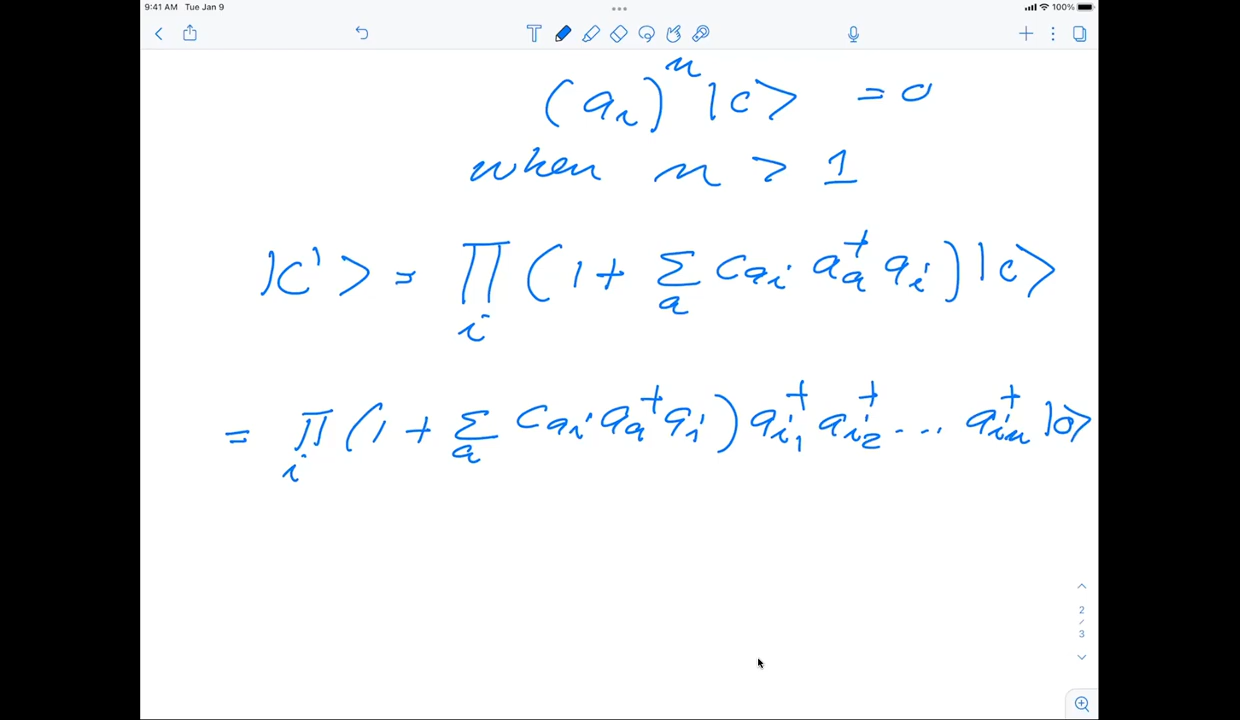 9:41 AM Tue Jan 9
100%
(a_i)^n |c> = 0
when n > 1
|c'> = ∏_i (1 + Σ_a c_{ai} a_a^† a_i) |c>
= ∏_i (1 + Σ_a c_{ai} a_a^† a_i) a_{i_1}^† a_{i_2}^† ... a_{i_n}^† |0>
2
/
3